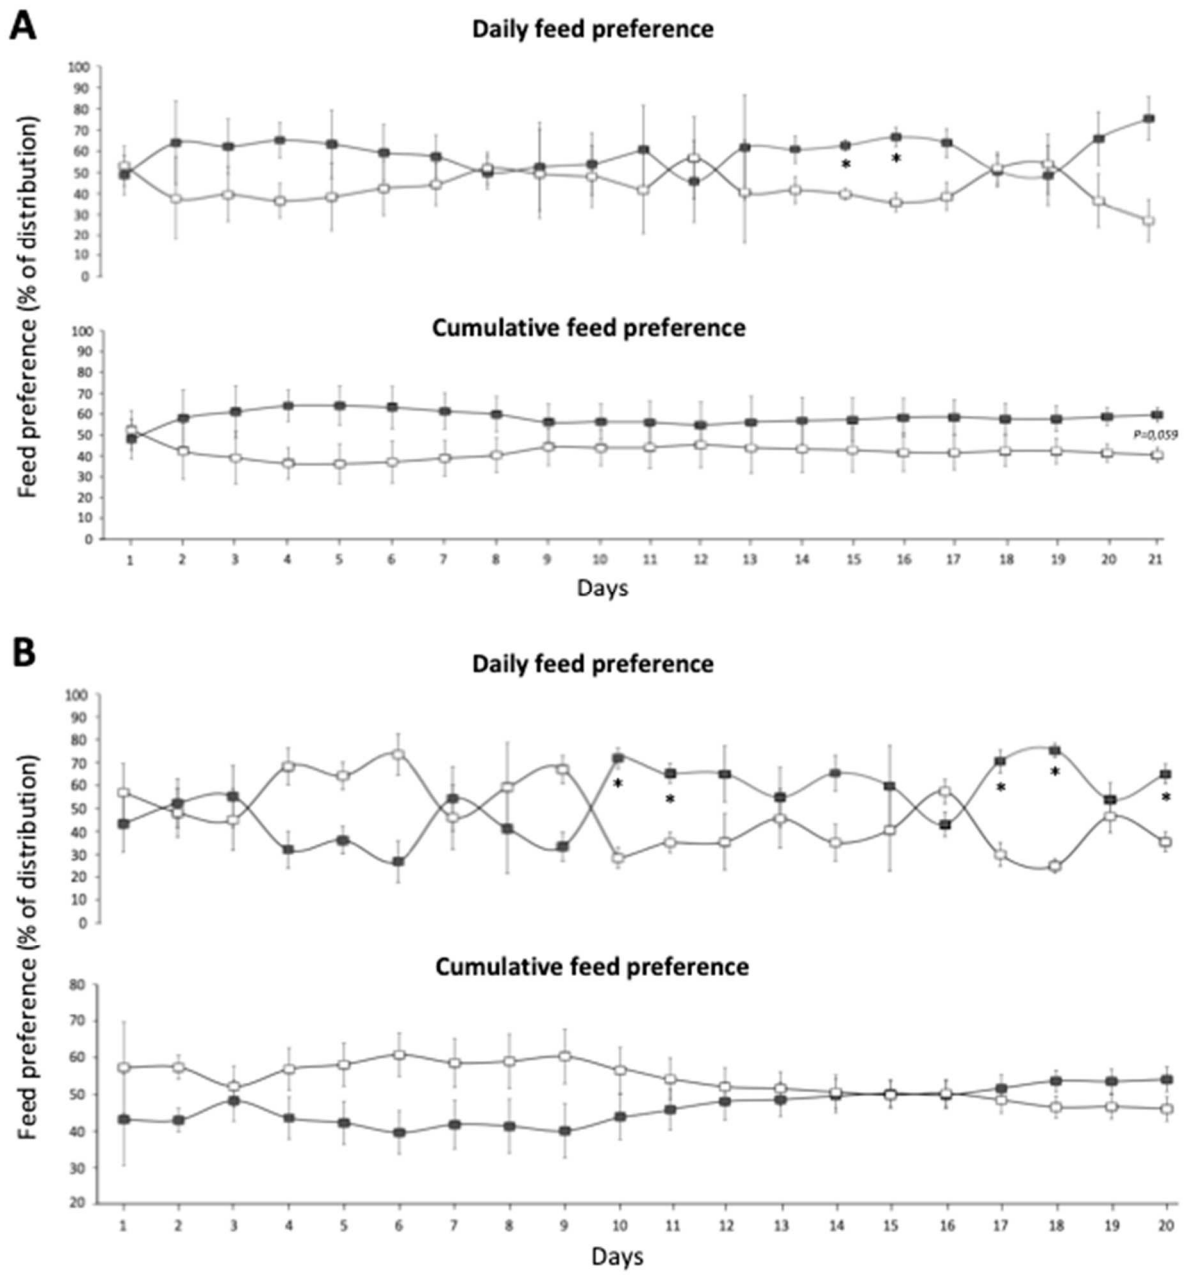 A
Daily feed preference
Feed preference (% of distribution)
100
90
80
70
60
50
40
30
20
10
0
* *
Cumulative feed preference
100
90
80
70
60
50
40
30
20
10
0
P=0,059
1 2 3 4 5 6 7 8 9 10 11 12 13 14 15 16 17 18 19 20 21
Days
B
Daily feed preference
Feed preference (% of distribution)
100
90
80
70
60
50
40
30
20
10
0
* * * * *
Cumulative feed preference
80
70
60
50
40
30
20
1 2 3 4 5 6 7 8 9 10 11 12 13 14 15 16 17 18 19 20
Days